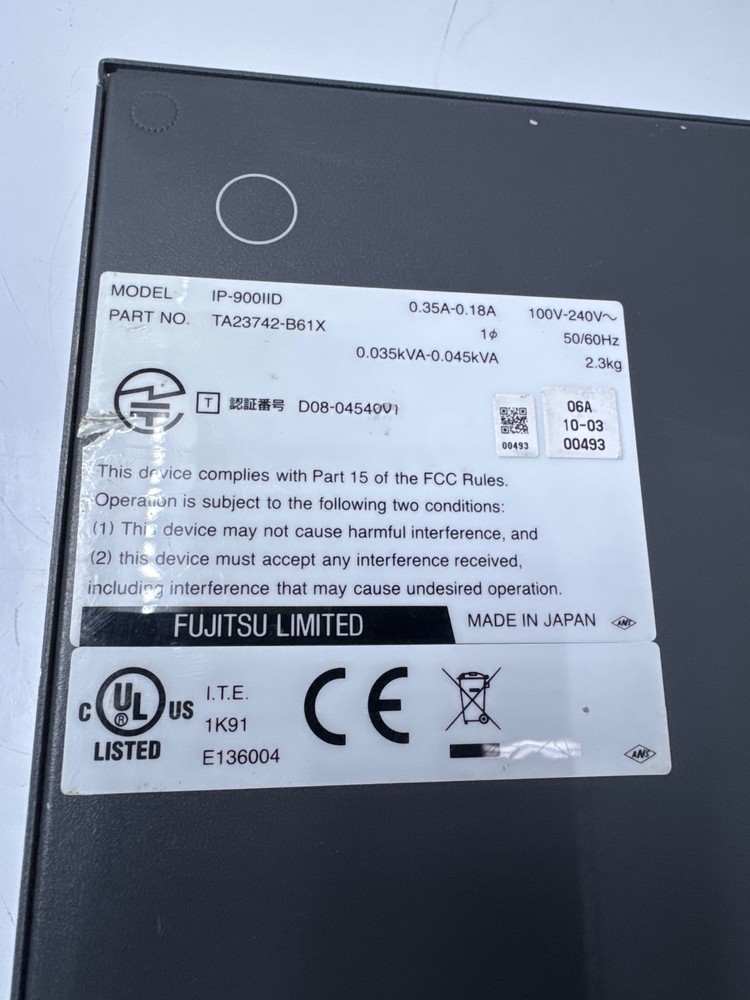 MODEL IP-900IID 0.35A-0.18A 100V-240V~
PART NO. TA23742-B61X 1ϕ 50/60Hz
0.035kVA-0.045kVA 2.3kg
T 認証番号 D08-0454001
00493
06A
10-03
00493
This device complies with Part 15 of the FCC Rules.
Operation is subject to the following two conditions:
(1) This device may not cause harmful interference, and
(2) this device must accept any interference received,
including interference that may cause undesired operation.
FUJITSU LIMITED MADE IN JAPAN ANT
C UL ® US LISTED
I.T.E.
1K91
E136004
CE
ANS